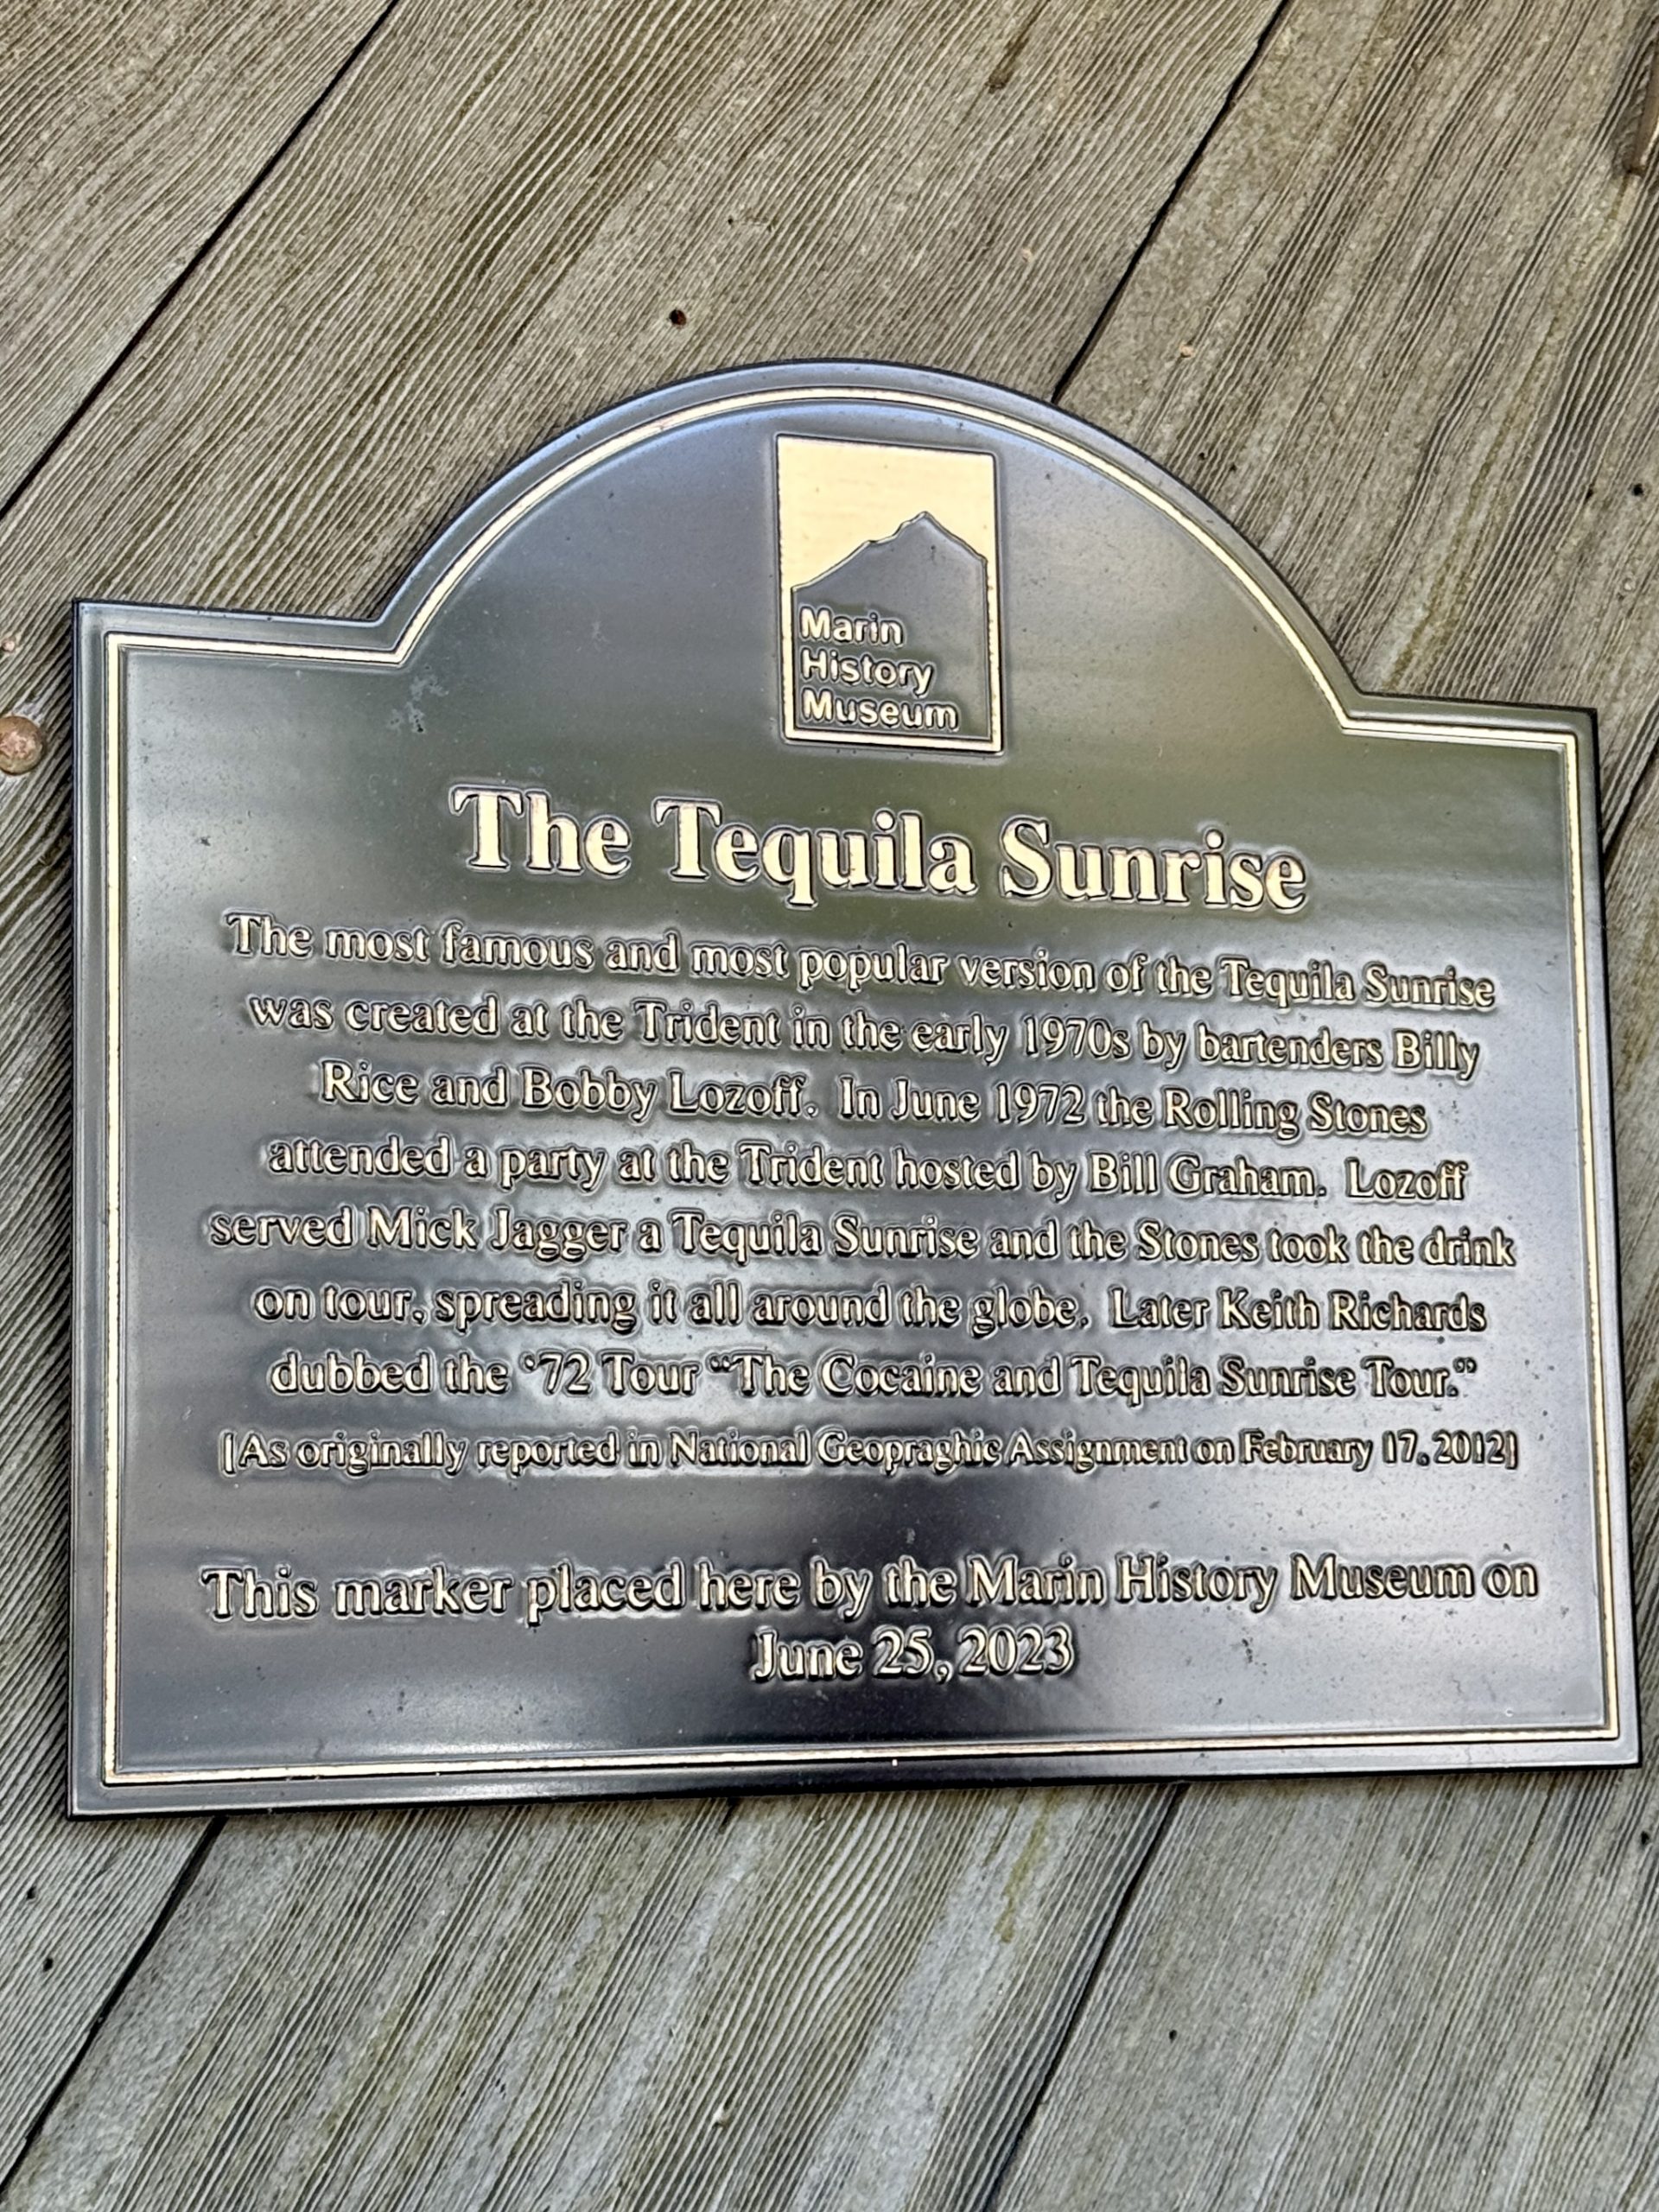 Marin
History
Museum
The Tequila Sunrise
The most famous and most popular version of the Tequila Sunrise
was created at the Trident in the early 1970s by bartenders Billy
Rice and Bobby Lozoff. In June 1972 the Rolling Stones
attended a party at the Trident hosted by Bill Graham. Lozoff
served Mick Jagger a Tequila Sunrise and the Stones took the drink
on tour, spreading it all around the globe. Later Keith Richards
dubbed the ‘72 Tour “The Cocaine and Tequila Sunrise Tour.”
[As originally reported in National Geopraghic Assignment on February 17, 2012]
This marker placed here by the Marin History Museum on
June 25, 2023